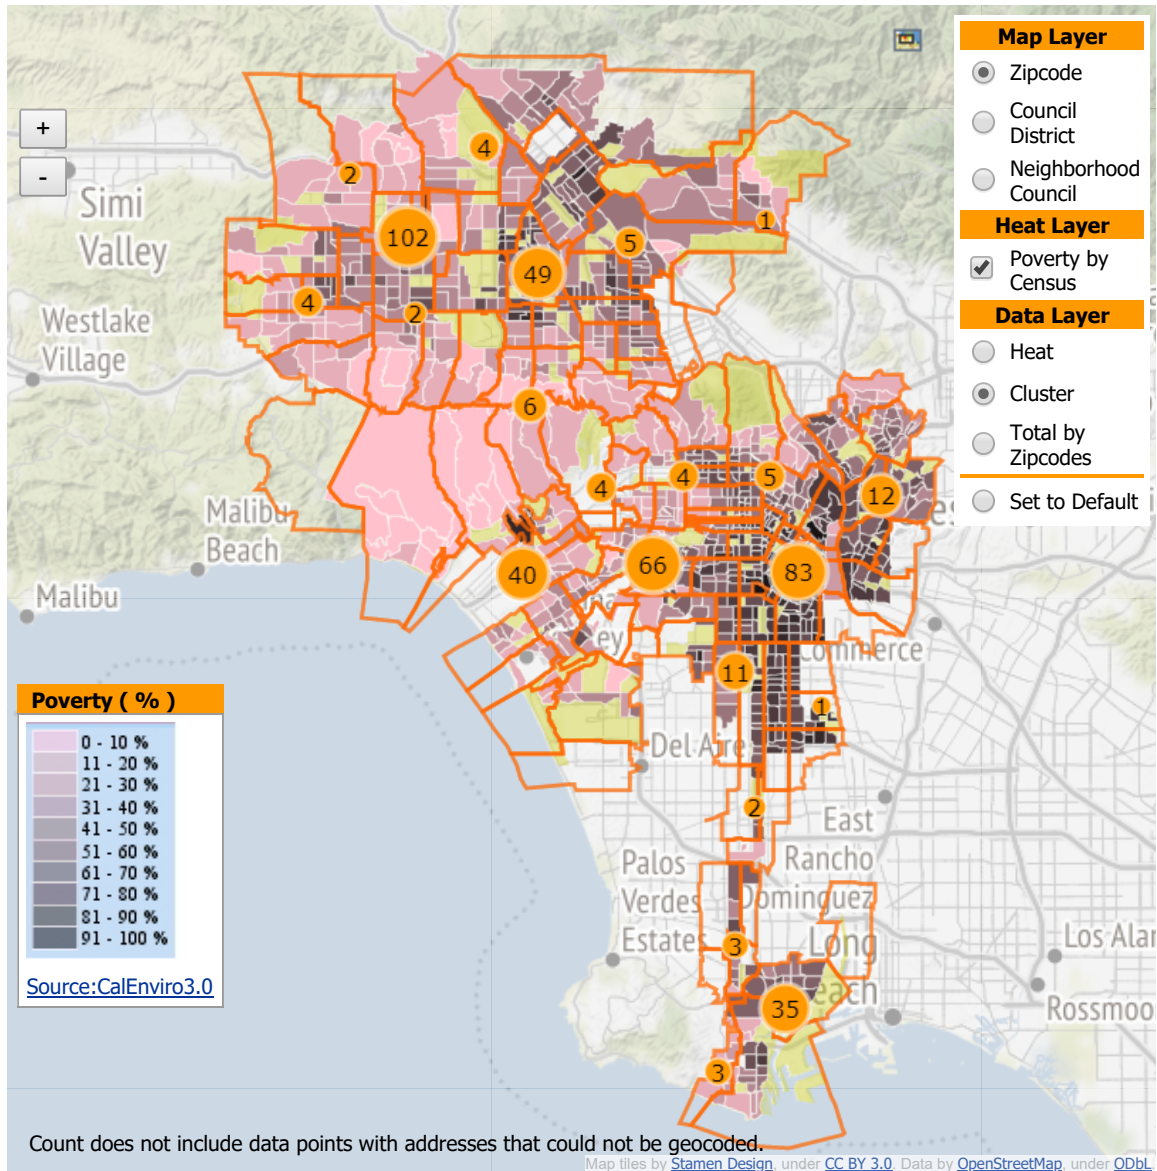 Map Layer
Zipcode
Council
District
Neighborhood
Council
Heat Layer
Poverty by
Census
Data Layer
Heat
Cluster
Total by
Zipcodes
Set to Default
+
-
4
2
1
102
5
49
4
2
6
4
4
5
12
66
83
40
11
1
2
3
35
3
Simi
Valley
Westlake
Village
Malibu
Beach
Malibu
ey
Commerce
Del Aire
East
Rancho
Dominguez
Palos
Verdes
Estates
Long
each
Los Alar
Rossmoo
Poverty ( % )
0 - 10 %
11 - 20 %
21 - 30 %
31 - 40 %
41 - 50 %
51 - 60 %
61 - 70 %
71 - 80 %
81 - 90 %
91 - 100 %
Source:CalEnviro3.0
Count does not include data points with addresses that could not be geocoded.
Map tiles by Stamen Design, under CC BY 3.0. Data by OpenStreetMap, under ODbL